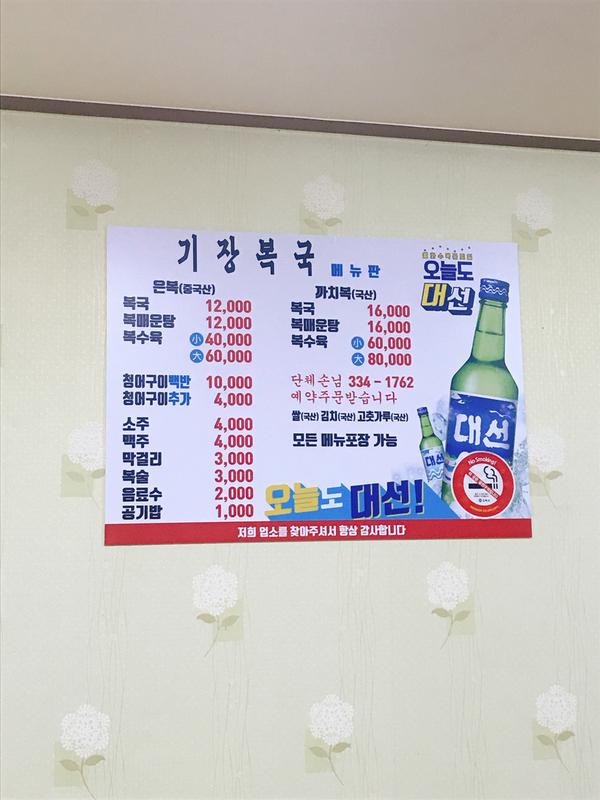 기장복국 메뉴판
은복(중국산)
복국 12,000
복매운탕 12,000
복수육 小 40,000
大 60,000
청어구이백반 10,000
청어구이추가 4,000
소주 4,000
맥주 4,000
막걸리 3,000
복술 3,000
음료수 2,000
공기밥 1,000
까치복(국산)
복국 16,000
복매운탕 16,000
복수육 小 60,000
大 80,000
단체손님 334-1762
예약주문받습니다
쌀(국산) 김치(국산) 고춧가루(국산)
모든 메뉴포장 가능
오늘도
대선
대선
대선
No Smoking!
오늘도 대선!
저희 업소를 찾아주셔서 항상 감사합니다